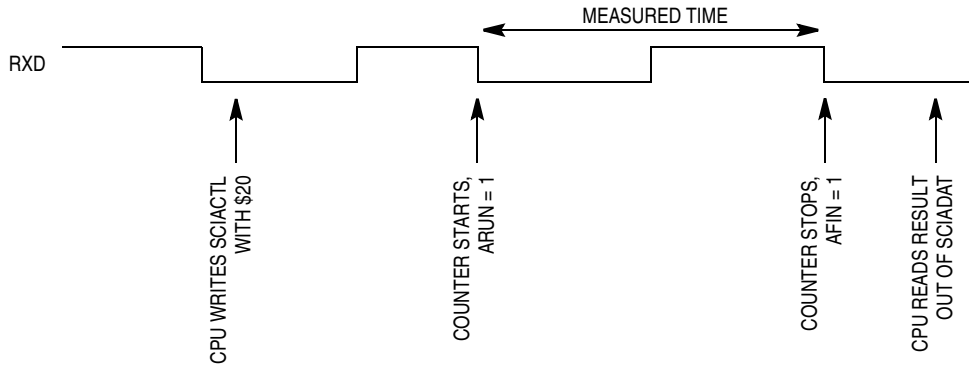 MEASURED TIME
RXD
CPU WRITES SCIACTL
WITH $20
COUNTER STARTS,
ARUN = 1
COUNTER STOPS,
AFIN = 1
CPU READS RESULT
OUT OF SCIADAT